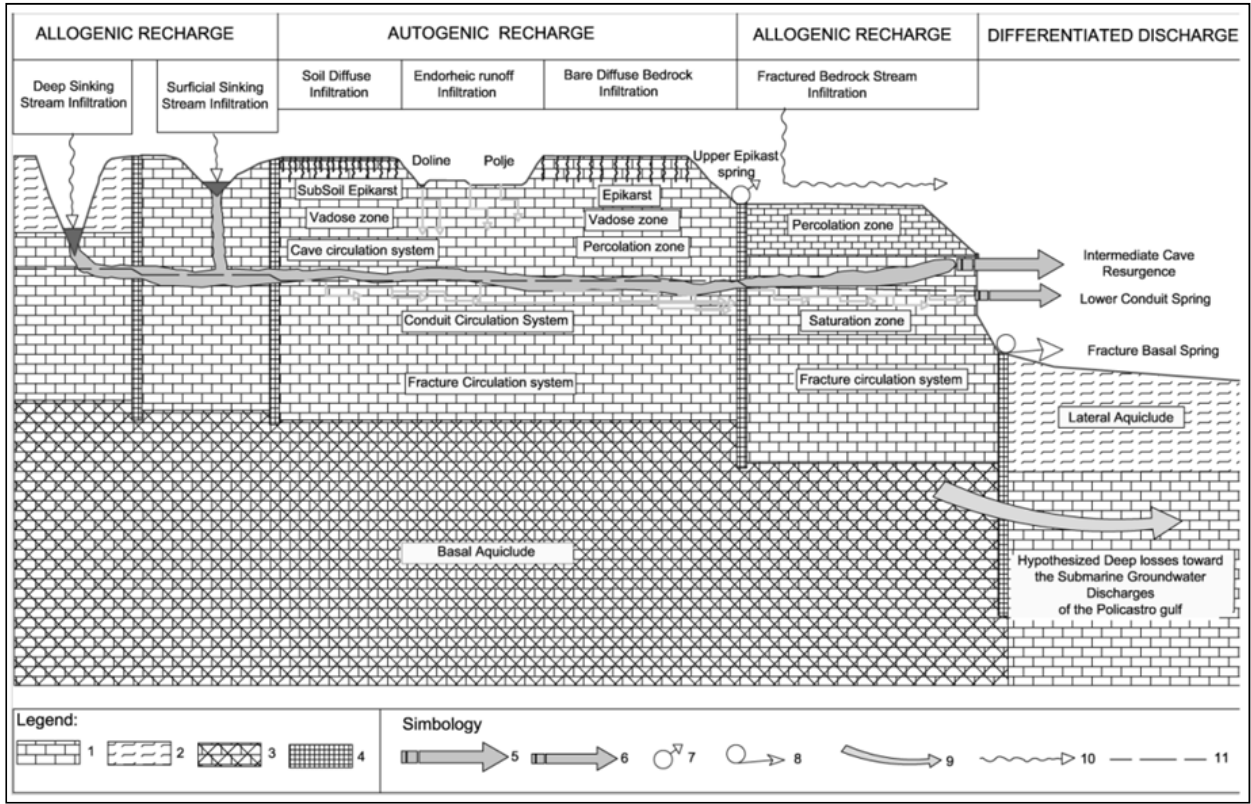 ALLOGENIC RECHARGE
AUTOGENIC RECHARGE
ALLOGENIC RECHARGE
DIFFERENTIATED DISCHARGE
Deep Sinking
Stream Infiltration
Surficial Sinking
Stream Infiltration
Soil Diffuse
Infiltration
Endorheic runoff
Infiltration
Bare Diffuse Bedrock
Infiltration
Fractured Bedrock Stream
Infiltration
Doline
Polje
Upper Epikast
spring
SubSoil Epikarst
Vadose zone
Cave circulation system
Epikarst
Vadose zone
Percolation zone
Percolation zone
Intermediate Cave
Resurgence
Lower Conduit Spring
Conduit Circulation System
Saturation zone
Fracture Basal Spring
Fracture Circulation system
Fracture circulation system
Lateral Aquiclude
Basal Aquiclude
Hypothesized Deep losses toward
the Submarine Groundwater
Discharges
of the Policastro gulf
Legend:
1
2
3
4
Simbology
5
6
7
8
9
10
11